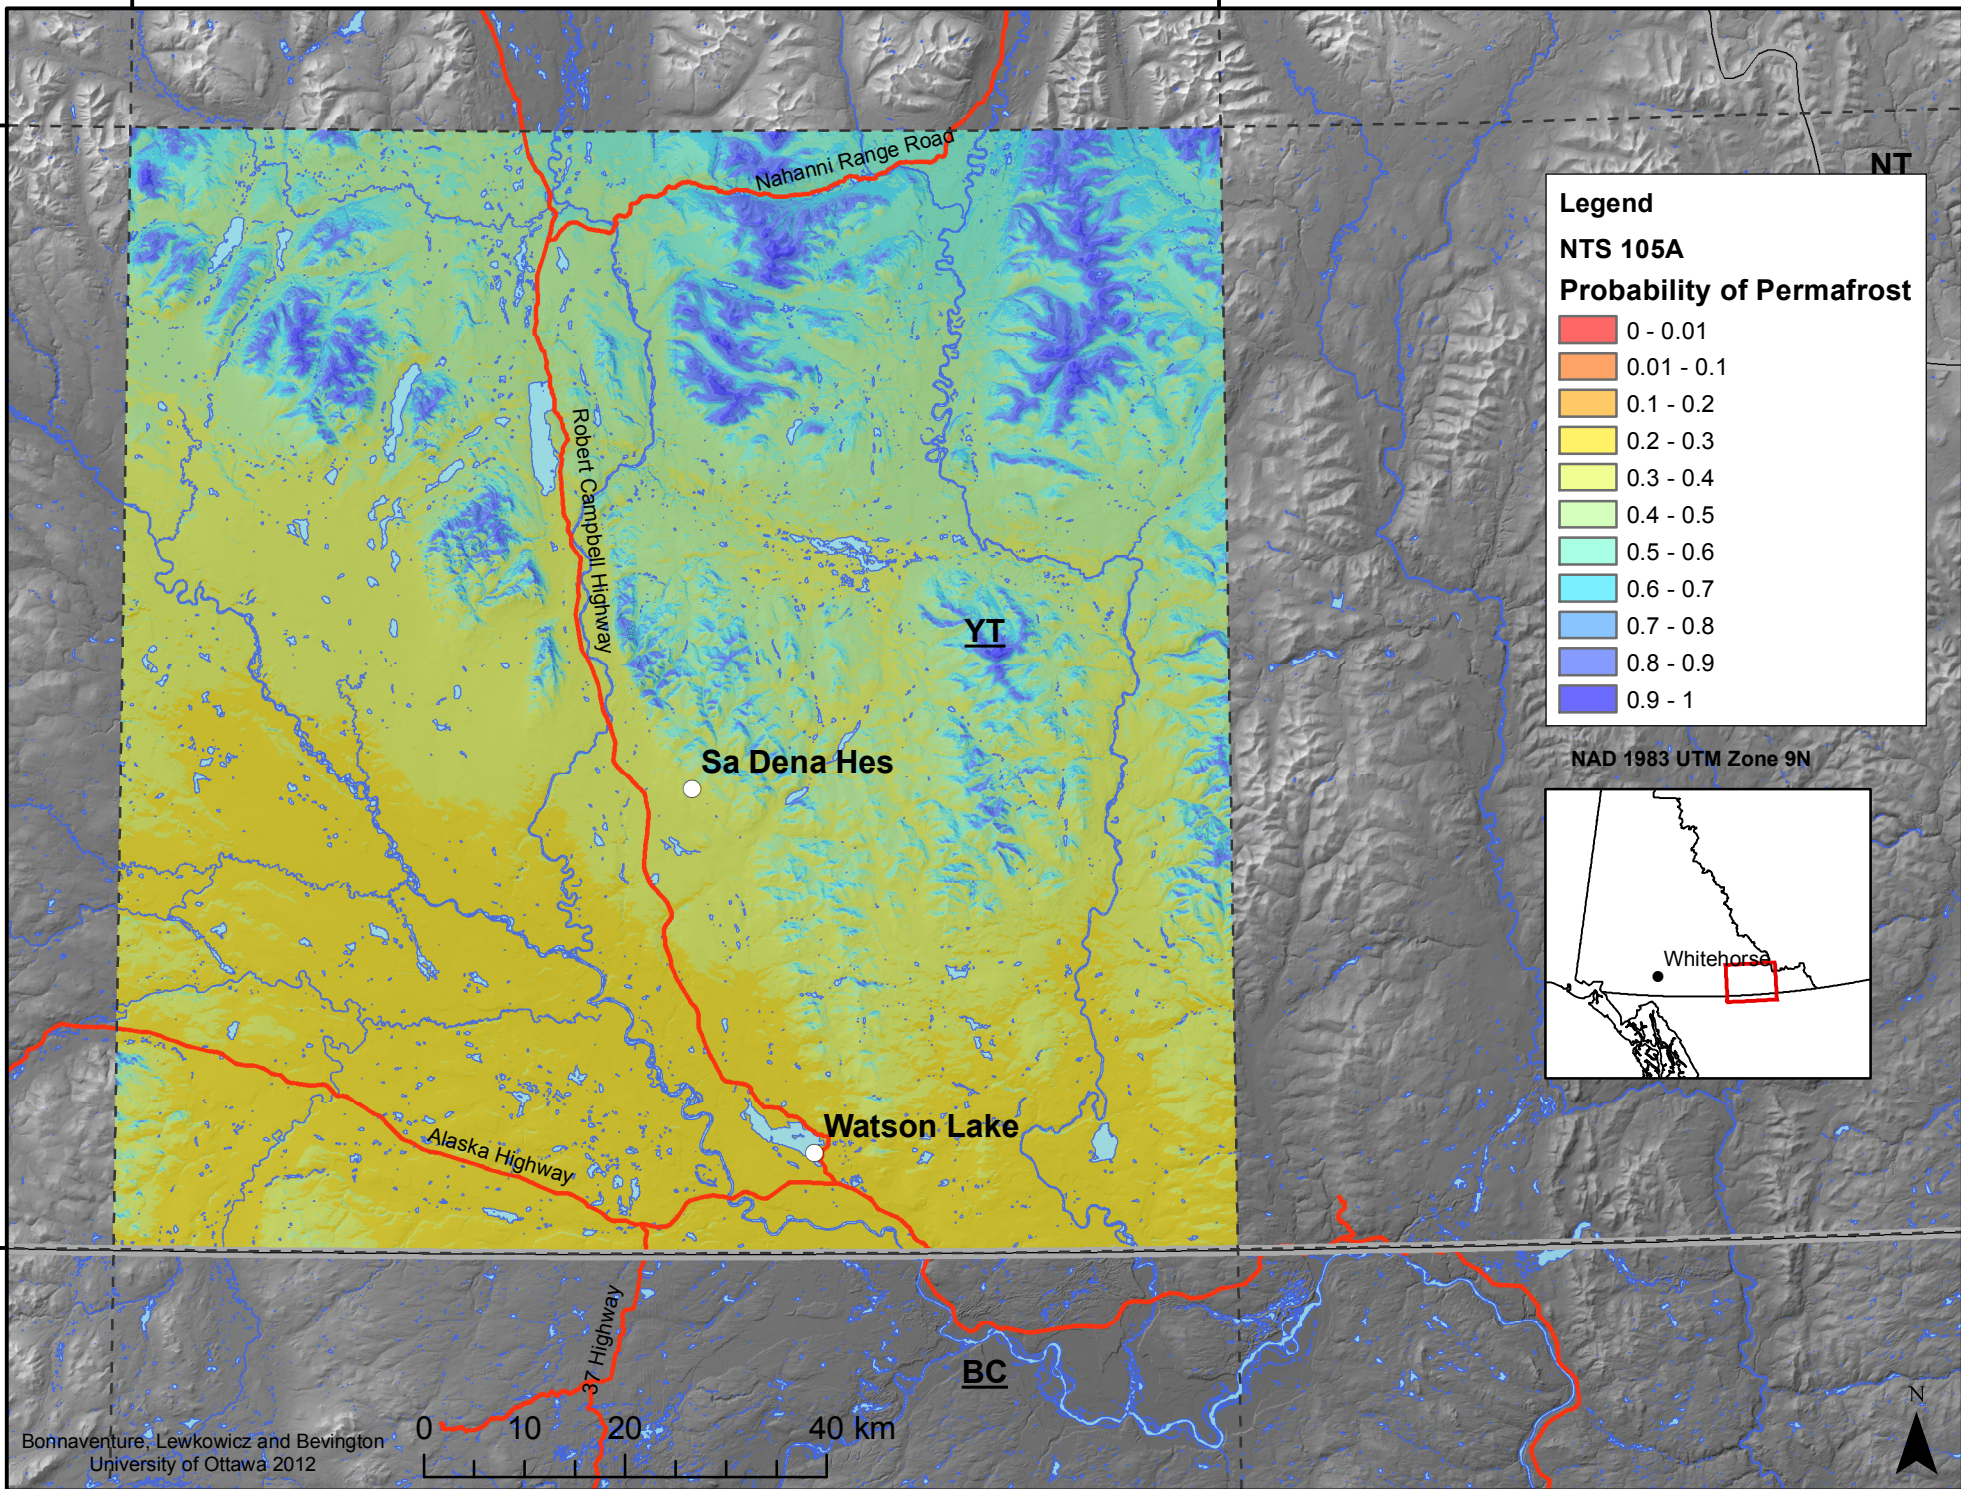 Nahanni Range Road
NT
Legend
NTS 105A
Probability of Permafrost
0 - 0.01
0.01 - 0.1
0.1 - 0.2
0.2 - 0.3
0.3 - 0.4
0.4 - 0.5
0.5 - 0.6
0.6 - 0.7
0.7 - 0.8
0.8 - 0.9
0.9 - 1
Robert Campbell Highway
YT
Sa Dena Hes
NAD 1983 UTM Zone 9N
Whitehorse
Watson Lake
Alaska Highway
37 Highway
BC
0 10 20 40 km
Bonnaventure, Lewkowicz and Bevington
University of Ottawa 2012
N